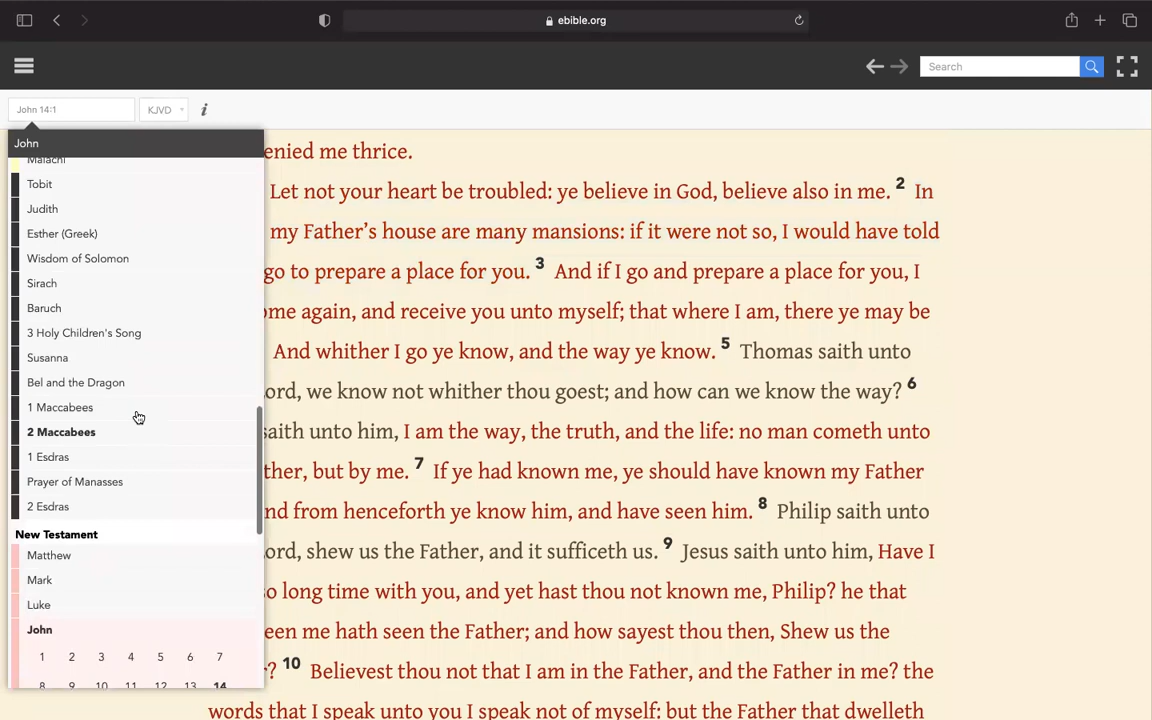 ebible.org
Search
John 14:1
KJVD
i
John
Malachi
Tobit
Judith
Esther (Greek)
Wisdom of Solomon
Sirach
Baruch
3 Holy Children's Song
Susanna
Bel and the Dragon
1 Maccabees
2 Maccabees
1 Esdras
Prayer of Manasses
2 Esdras
New Testament
Matthew
Mark
Luke
John
1 2 3 4 5 6 7
8 9 10 11 12 13 14
enied me thrice.
Let not your heart be troubled: ye believe in God, believe also in me. 2 In
my Father’s house are many mansions: if it were not so, I would have told
go to prepare a place for you. 3 And if I go and prepare a place for you, I
ome again, and receive you unto myself; that where I am, there ye may be
And whither I go ye know, and the way ye know. 5 Thomas saith unto
ord, we know not whither thou goest; and how can we know the way? 6
saith unto him, I am the way, the truth, and the life: no man cometh unto
ther, but by me. 7 If ye had known me, ye should have known my Father
nd from henceforth ye know him, and have seen him. 8 Philip saith unto
ord, shew us the Father, and it sufficeth us. 9 Jesus saith unto him, Have I
o long time with you, and yet hast thou not known me, Philip? he that
een me hath seen the Father; and how sayest thou then, Shew us the
? 10 Believest thou not that I am in the Father, and the Father in me? the
words that I speak unto you I speak not of myself: but the Father that dwelleth